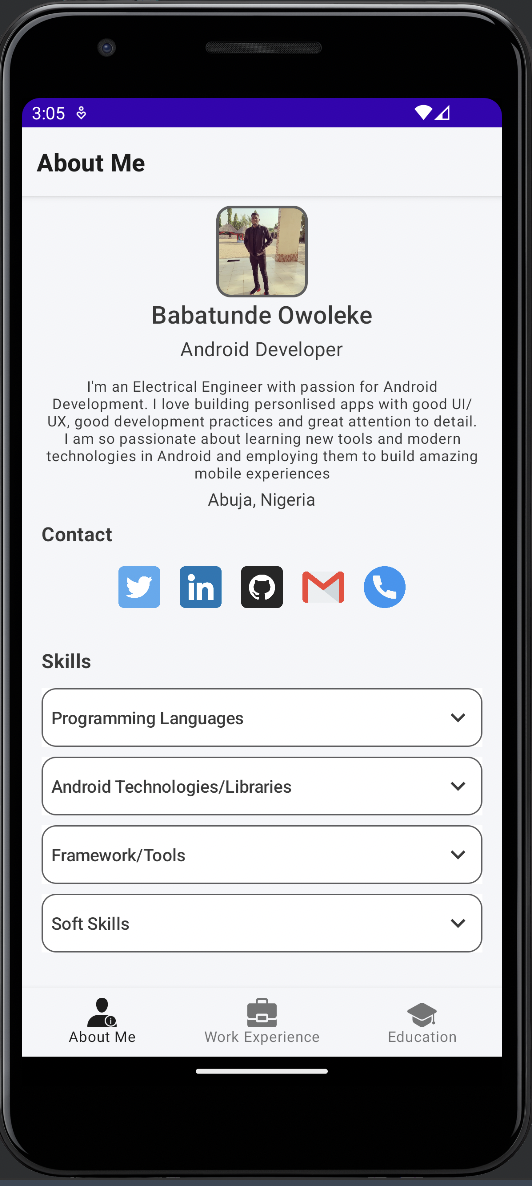 3:05
About Me
Babatunde Owoleke
Android Developer
I'm an Electrical Engineer with passion for Android
Development. I love building personlised apps with good UI/
UX, good development practices and great attention to detail.
I am so passionate about learning new tools and modern
technologies in Android and employing them to build amazing
mobile experiences
Abuja, Nigeria
Contact
in
Skills
Programming Languages
Android Technologies/Libraries
Framework/Tools
Soft Skills
About Me
Work Experience
Education